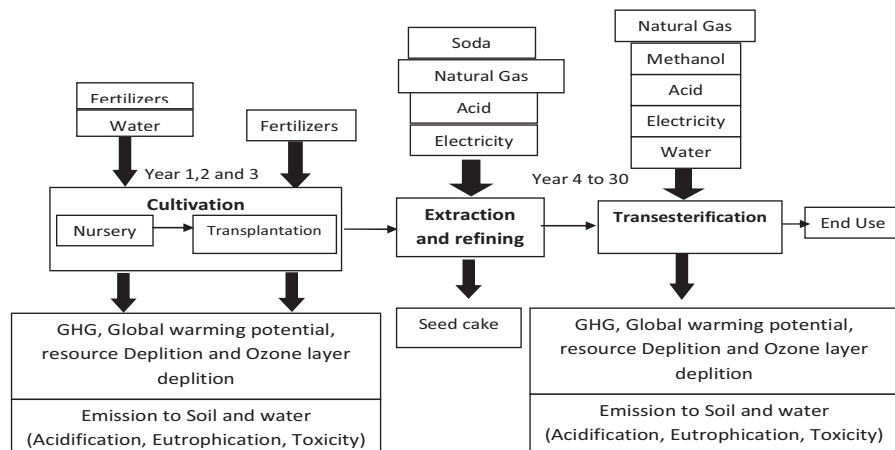 Fertilizers
Water
Fertilizers
Soda
Natural Gas
Acid
Electricity
Natural Gas
Methanol
Acid
Electricity
Water
Year 1,2 and 3
Year 4 to 30
Cultivation
Nursery
Transplantation
Extraction
and refining
Transesterification
End Use
GHG, Global warming potential,
resource Deplition and Ozone layer
deplition
Emission to Soil and water
(Acidification, Eutrophication, Toxicity)
Seed cake
GHG, Global warming potential,
resource Deplition and Ozone layer
deplition
Emission to Soil and water
(Acidification, Eutrophication, Toxicity)